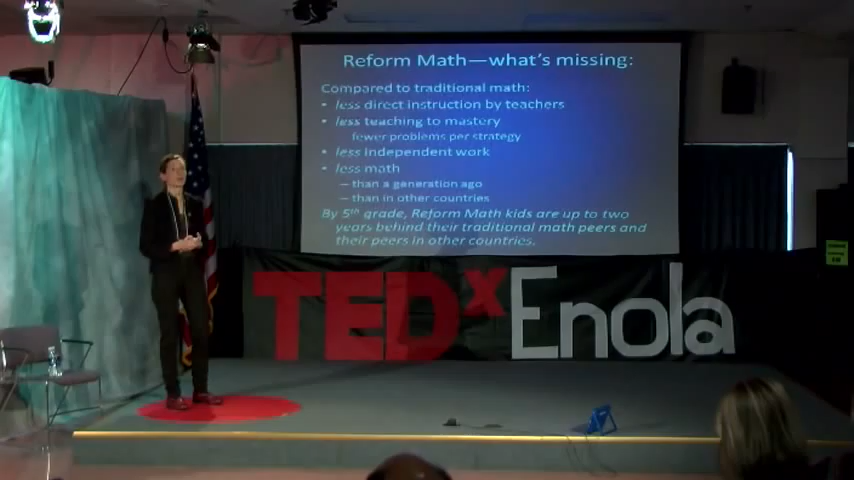 Reform Math—what's missing:
Compared to traditional math:
• less direct instruction by teachers
• less teaching to mastery
fewer problems per strategy
• less independent work
• less math
– than a generation ago
– than in other countries
By 5th grade, Reform Math kids are up to two
years behind their traditional math peers and
their peers in other countries.
TEDx Enola